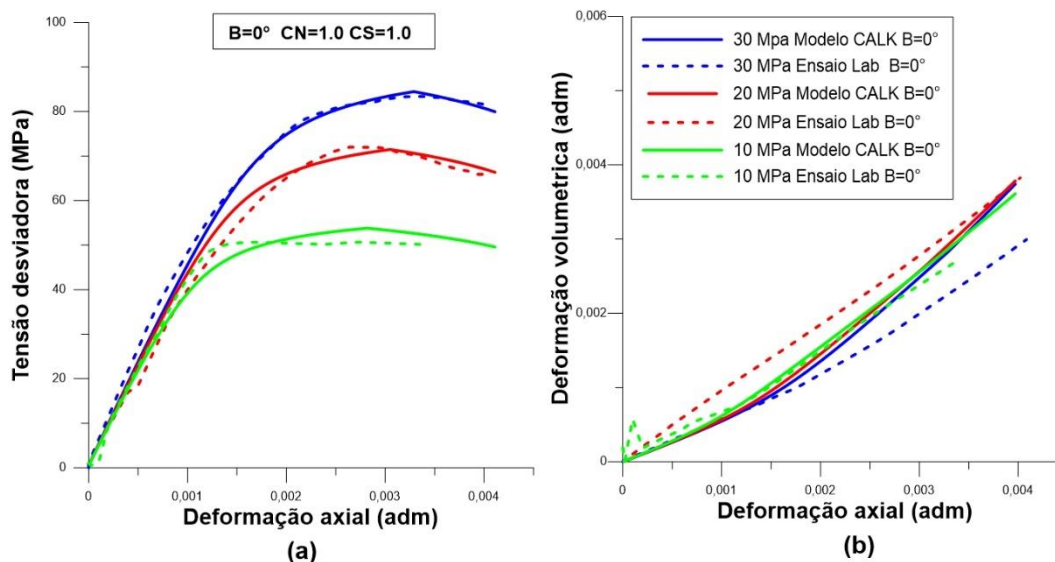 B=0° CN=1.0 CS=1.0
Tensão desviadora (MPa)
100
80
60
40
20
0
0
0,001
0,002
0,003
0,004
Deformação axial (adm)
(a)
30 Mpa Modelo CALK B=0°
30 MPa Ensaio Lab B=0°
20 MPa Modelo CALK B=0°
20 MPa Ensaio Lab B=0°
10 MPa Modelo CALK B=0°
10 MPa Ensaio Lab B=0°
Deformação volumetrica (adm)
0,006
0,004
0,002
0
0
0,001
0,002
0,003
0,004
Deformação axial (adm)
(b)